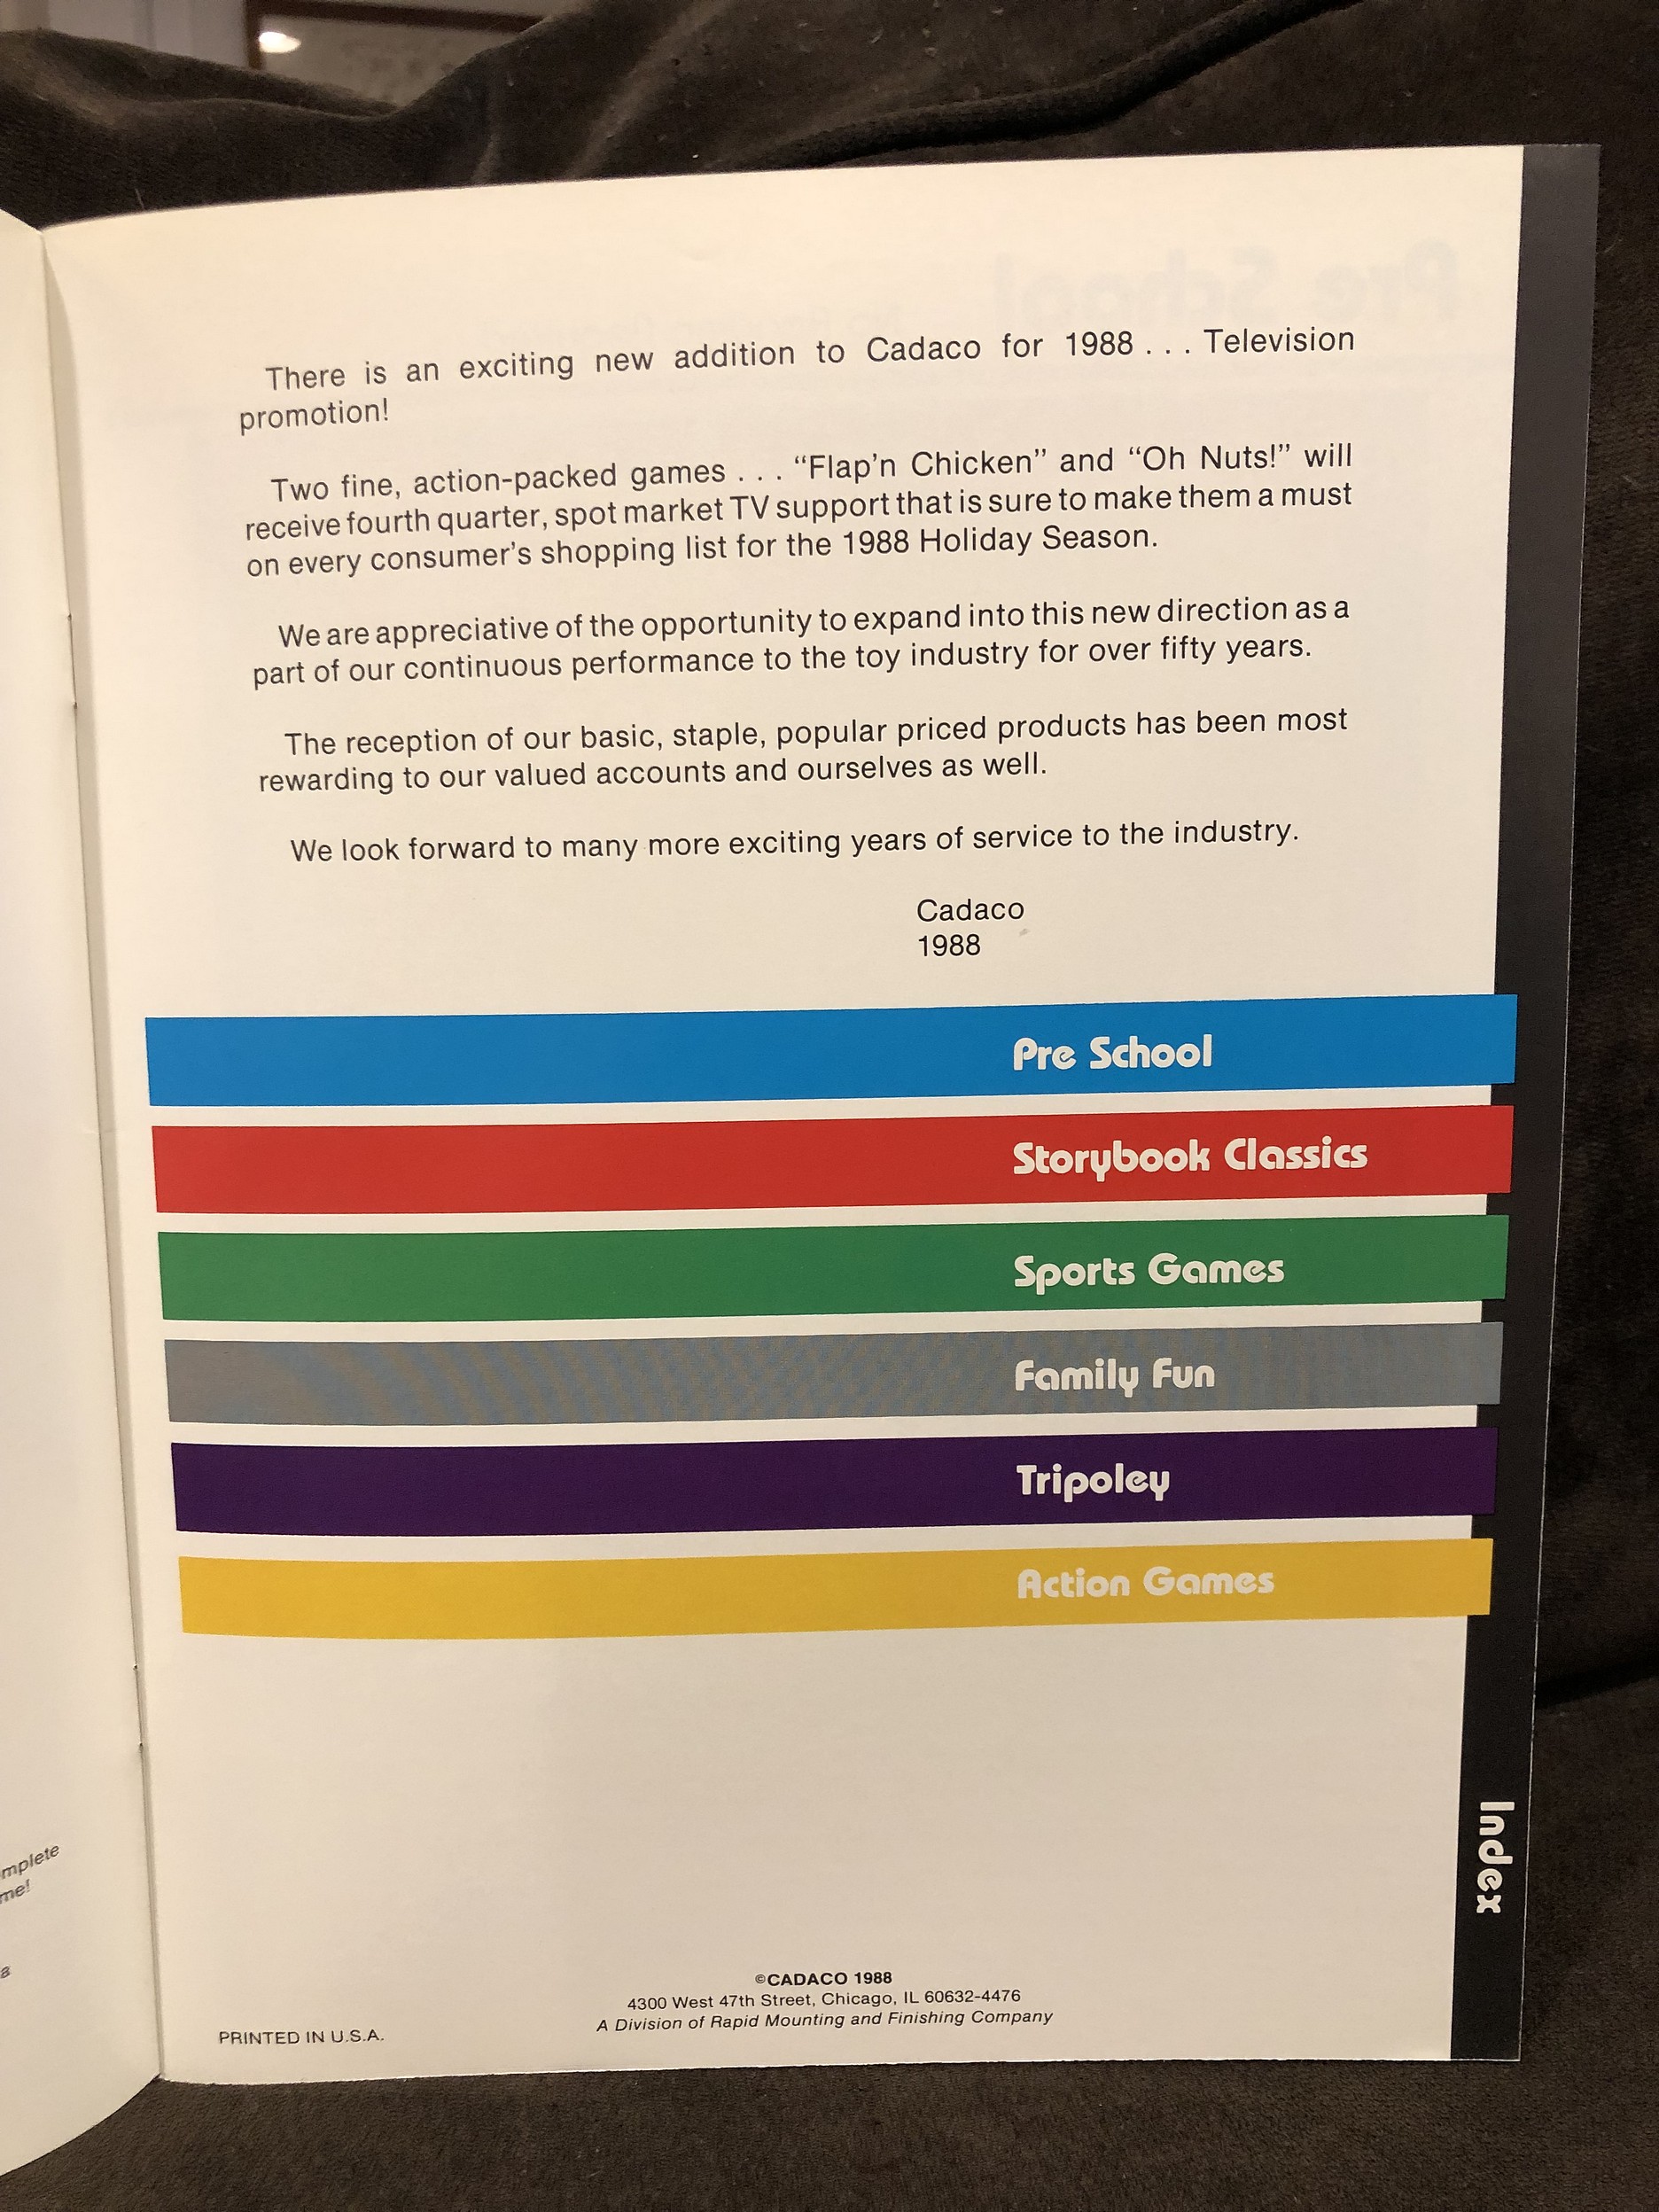 There is an exciting new addition to Cadaco for 1988 . . . Television
promotion!
Two fine, action-packed games . . . “Flap’n Chicken” and “Oh Nuts!” will
receive fourth quarter, spot market TV support that is sure to make them a must
on every consumer’s shopping list for the 1988 Holiday Season.
We are appreciative of the opportunity to expand into this new direction as a
part of our continuous performance to the toy industry for over fifty years.
The reception of our basic, staple, popular priced products has been most
rewarding to our valued accounts and ourselves as well.
We look forward to many more exciting years of service to the industry.
Cadaco
1988
Pre School
Storybook Classics
Sports Games
Family Fun
Tripoley
Action Games
Index
©CADACO 1988
4300 West 47th Street, Chicago, IL 60632-4476
A Division of Rapid Mounting and Finishing Company
PRINTED IN U.S.A.